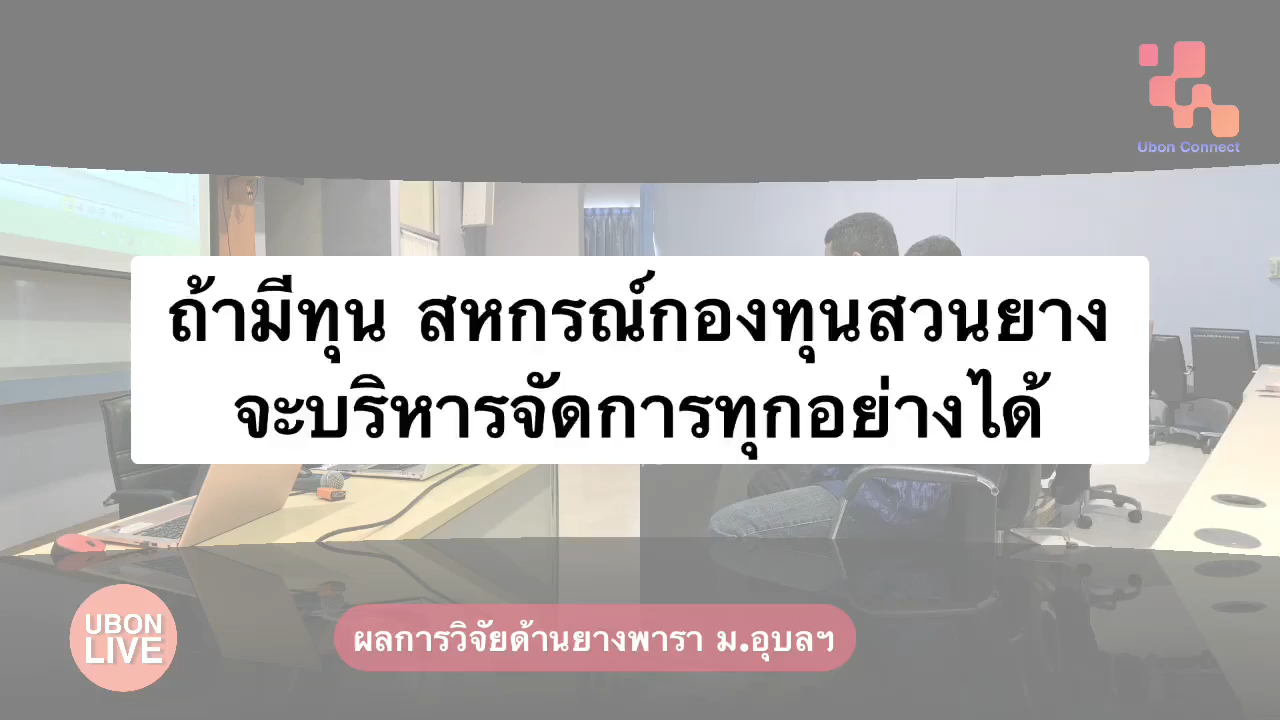 Ubon Connect
ถ้ามีทุน สหกรณ์กองทุนสวนยาง
จะบริหารจัดการทุกอย่างได้
UBON
LIVE
ผลการวิจัยด้านยางพารา ม.อุบลฯ